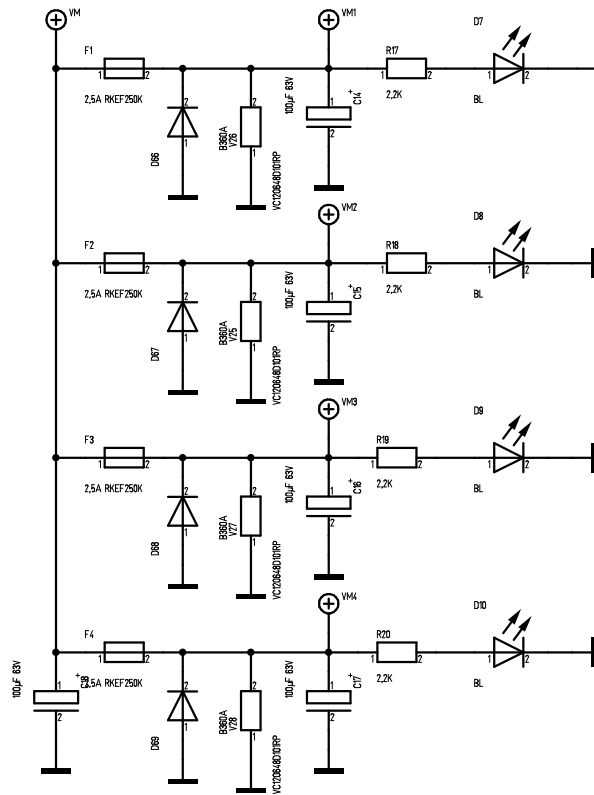 VM
VM1
F1
1
2
2,5A RKEF250K
2
1
D66
2
1
B360A
V26
VC120648D101RP
100µF 63V
1
2
+
C14
R17
1
2
2,2K
D7
1
2
BL
VM2
F2
1
2
2,5A RKEF250K
2
1
D67
2
1
B360A
V25
VC120648D101RP
100µF 63V
1
2
+
C15
R18
1
2
2,2K
D8
1
2
BL
VM3
F3
1
2
2,5A RKEF250K
2
1
D68
2
1
B360A
V27
VC120648D101RP
100µF 63V
1
2
+
C16
R19
1
2
2,2K
D9
1
2
BL
VM4
F4
1
2
2,5A RKEF250K
2
1
D69
2
1
B360A
V28
VC120648D101RP
100µF 63V
1
2
+
C17
R20
1
2
2,2K
D10
1
2
BL
100µF 63V
1
2
+